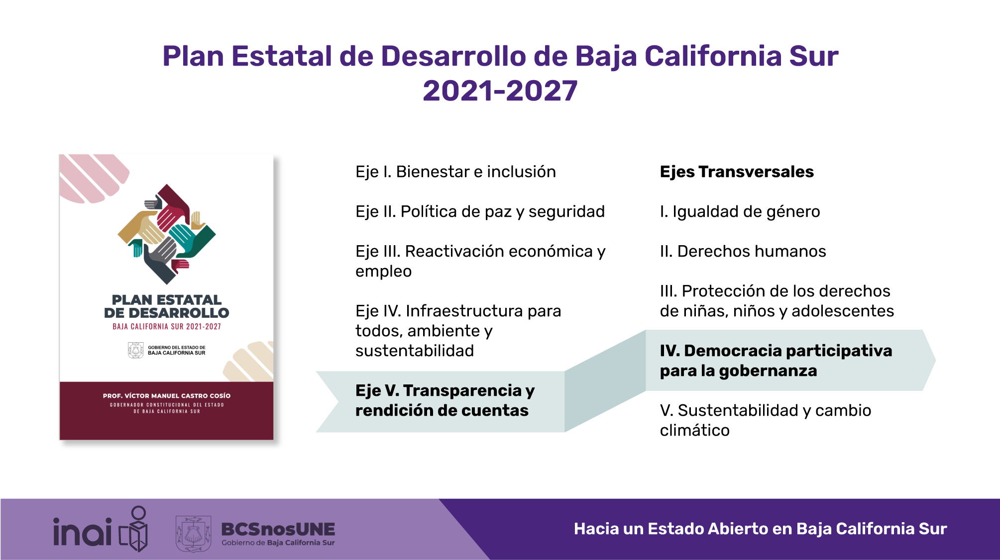 Plan Estatal de Desarrollo de Baja California Sur
2021-2027
PLAN ESTATAL
DE DESARROLLO
BAJA CALIFORNIA SUR 2021-2027
GOBIERNO DEL ESTADO DE
BAJA CALIFORNIA SUR
PROF. VÍCTOR MANUEL CASTRO COSÍO
GOBERNADOR CONSTITUCIONAL DEL ESTADO
DE BAJA CALIFORNIA SUR
Eje I. Bienestar e inclusión
Eje II. Política de paz y seguridad
Eje III. Reactivación económica y
empleo
Eje IV. Infraestructura para
todos, ambiente y
sustentabilidad
Eje V. Transparencia y
rendición de cuentas
Ejes Transversales
I. Igualdad de género
II. Derechos humanos
III. Protección de los derechos
de niñas, niños y adolescentes
IV. Democracia participativa
para la gobernanza
V. Sustentabilidad y cambio
climático
inai
BCSnosUNE
Gobierno de Baja California Sur
Hacia un Estado Abierto en Baja California Sur